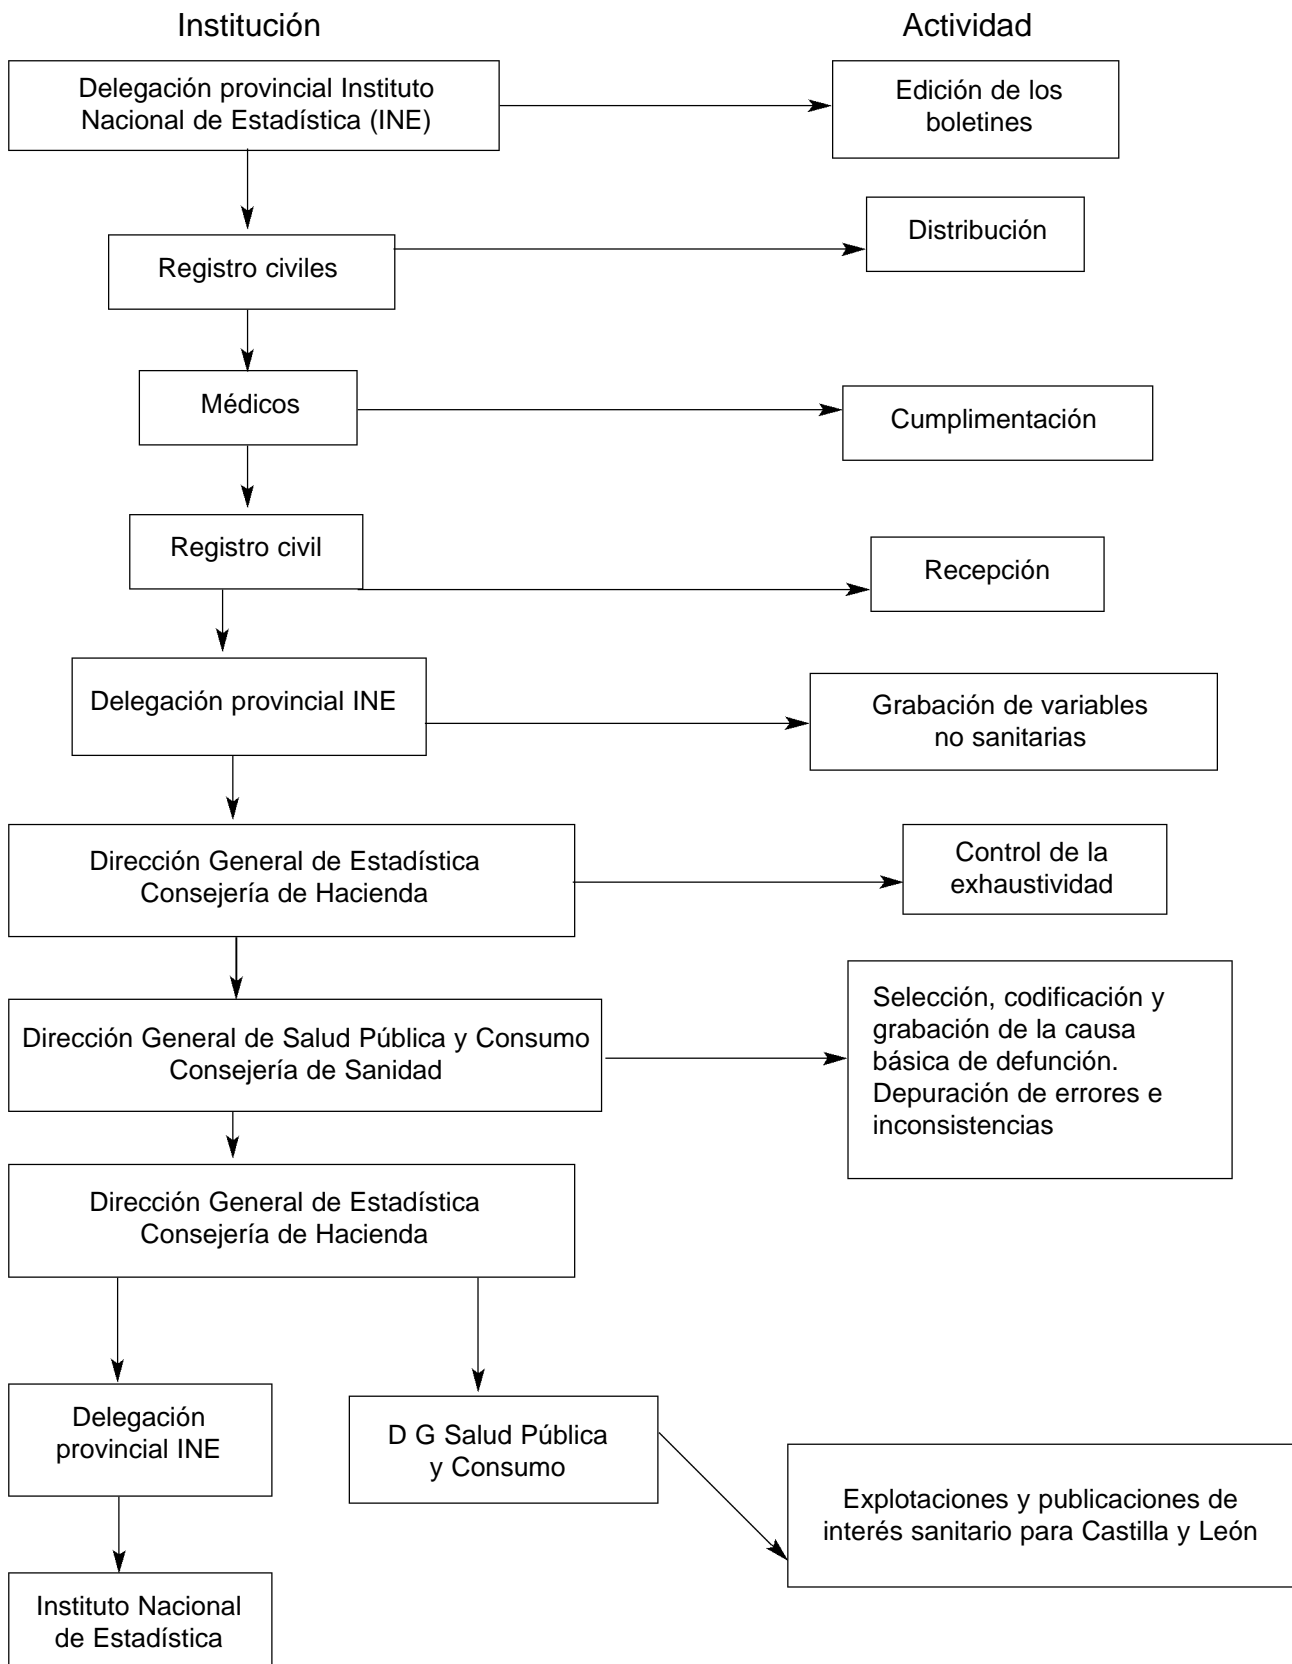 Institución
Actividad
Delegación provincial Instituto
Nacional de Estadística (INE)
Edición de los
boletines
Registro civiles
Distribución
Médicos
Cumplimentación
Registro civil
Recepción
Delegación provincial INE
Grabación de variables
no sanitarias
Dirección General de Estadística
Consejería de Hacienda
Control de la
exhaustividad
Dirección General de Salud Pública y Consumo
Consejería de Sanidad
Selección, codificación y
grabación de la causa
básica de defunción.
Depuración de errores e
inconsistencias
Dirección General de Estadística
Consejería de Hacienda
Delegación
provincial INE
D G Salud Pública
y Consumo
Explotaciones y publicaciones de
interés sanitario para Castilla y León
Instituto Nacional
de Estadística